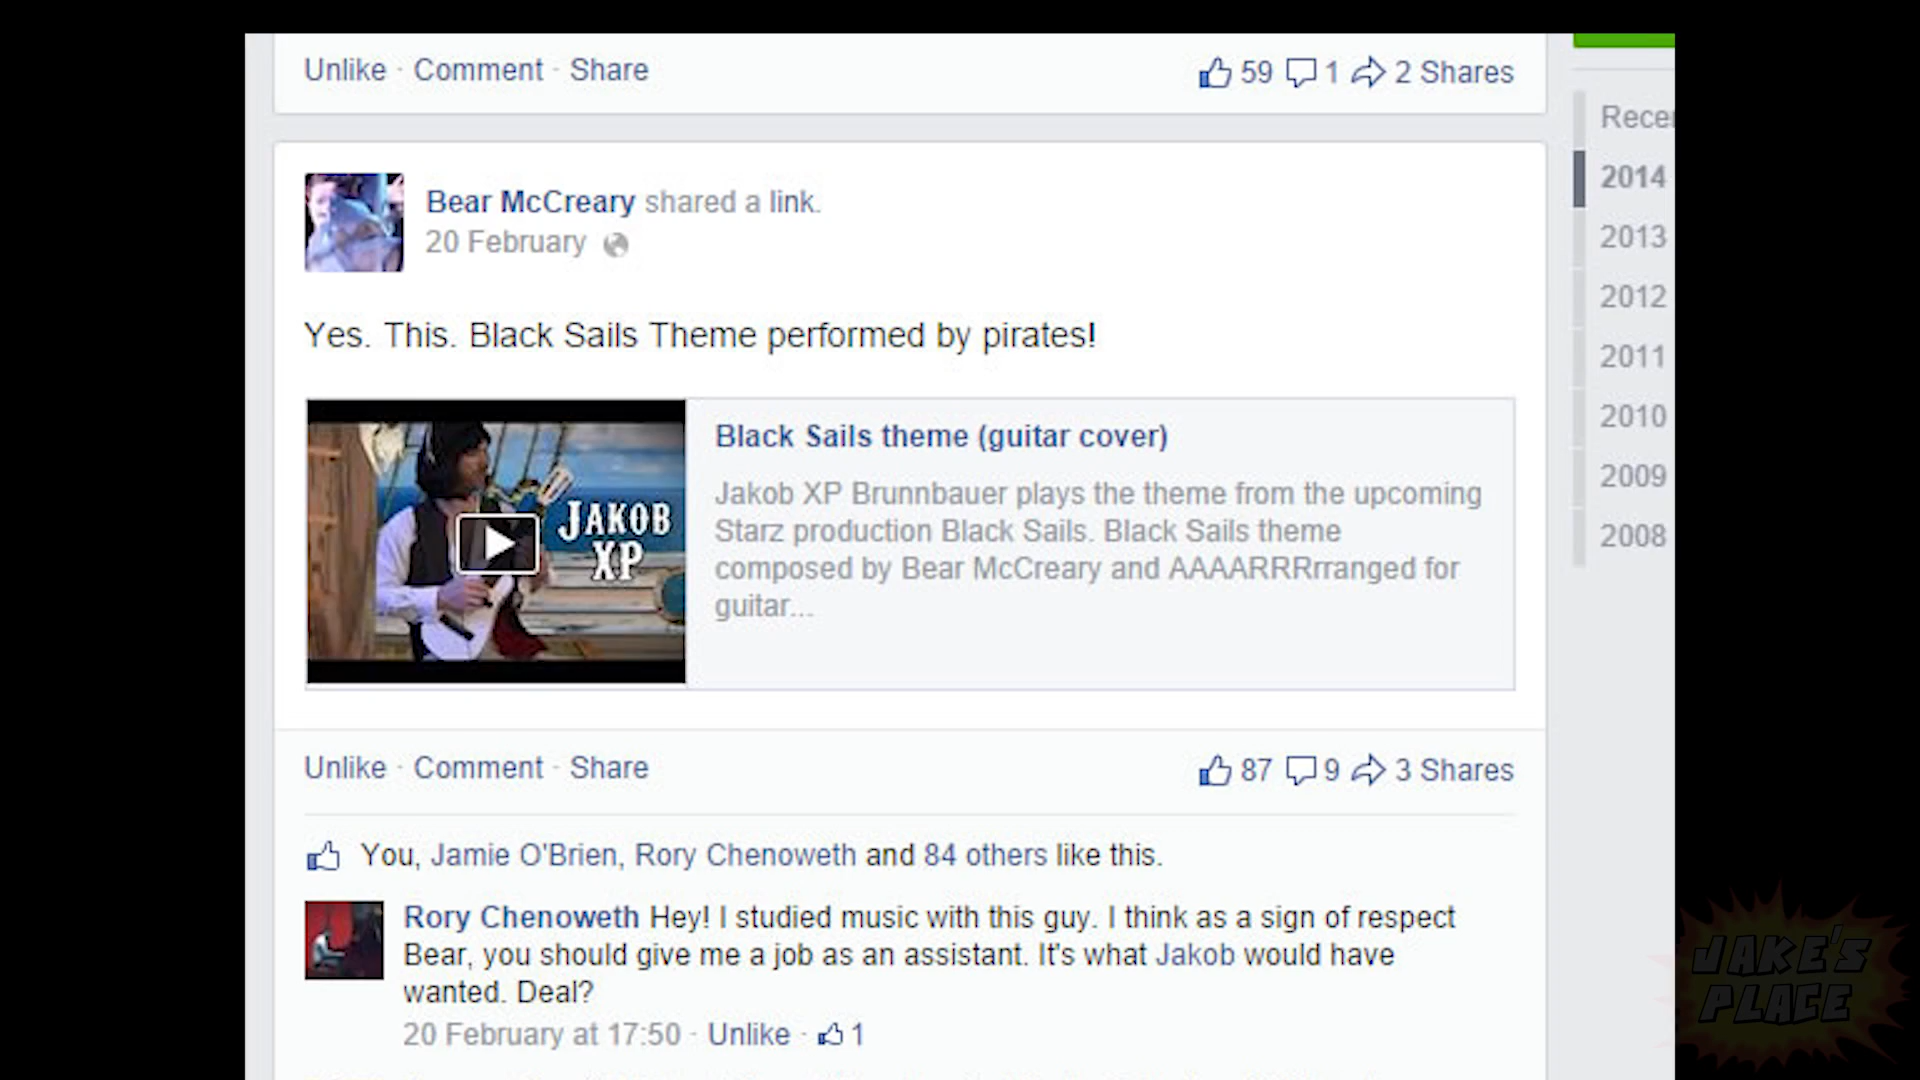 Unlike · Comment · Share
59 1 2 Shares
Recen
2014
2013
2012
2011
2010
2009
2008
Bear McCreary shared a link.
20 February
Yes. This. Black Sails Theme performed by pirates!
JAKOB
XP
Black Sails theme (guitar cover)
Jakob XP Brunnbauer plays the theme from the upcoming
Starz production Black Sails. Black Sails theme
composed by Bear McCreary and AAAARRRrranged for
guitar...
Unlike · Comment · Share
87 9 3 Shares
You, Jamie O'Brien, Rory Chenoweth and 84 others like this.
Rory Chenoweth Hey! I studied music with this guy. I think as a sign of respect
Bear, you should give me a job as an assistant. It's what Jakob would have
wanted. Deal?
20 February at 17:50 · Unlike · 1
JAKE'S
PLACE